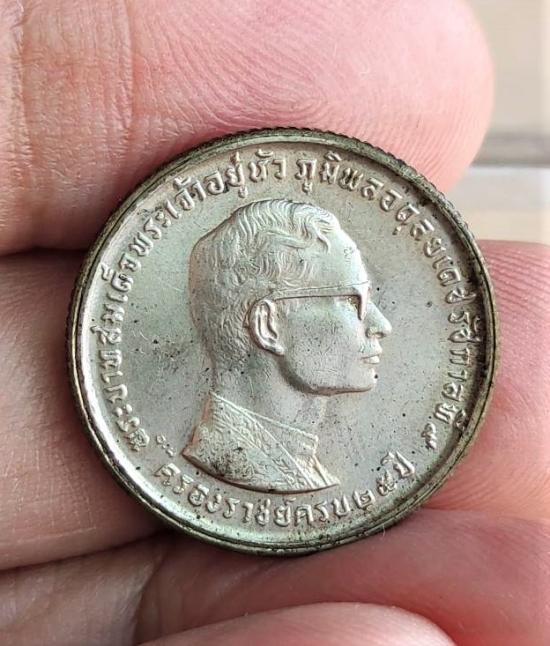 พระบาทสมเด็จพระเจ้าอยู่หัว ภูมิพลอดุลยเดช รัชกาลที่ ๙
ครองราชย์ครบ ๒๕ ปี